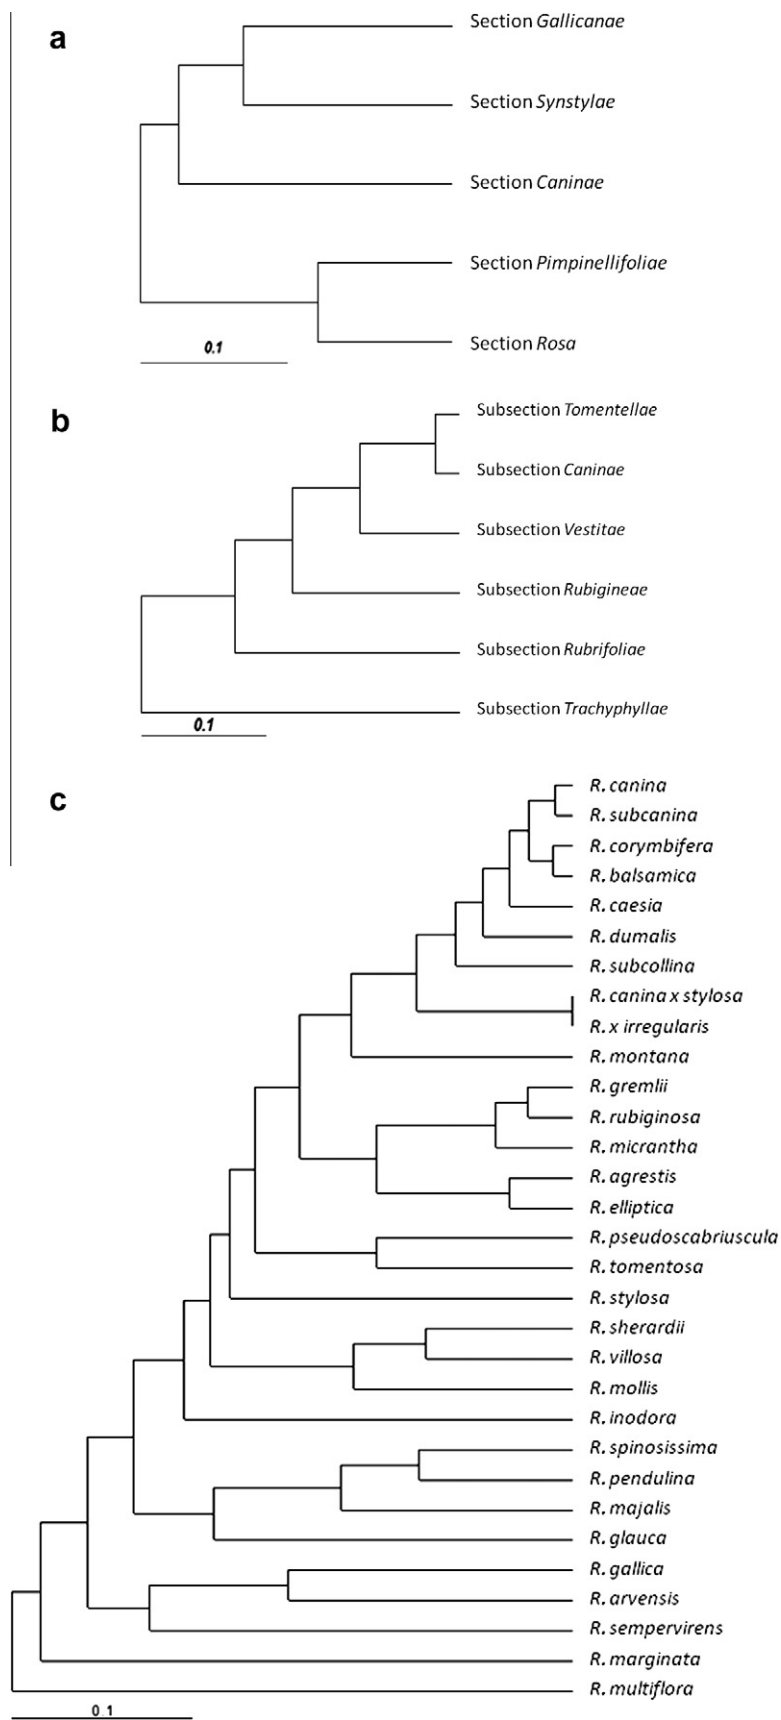 a
Section Gallicanae
Section Synstylae
Section Caninae
Section Pimpinellifoliae
Section Rosa
0.1
b
Subsection Tomentellae
Subsection Caninae
Subsection Vestitae
Subsection Rubigineae
Subsection Rubrifoliae
Subsection Trachyphyllae
0.1
c
R. canina
R. subcanina
R. corymbifera
R. balsamica
R. caesia
R. dumalis
R. subcollina
R. canina x stylosa
R. x irregularis
R. montana
R. gremlii
R. rubiginosa
R. micrantha
R. agrestis
R. elliptica
R. pseudoscabriuscula
R. tomentosa
R. stylosa
R. sherardii
R. villosa
R. mollis
R. inodora
R. spinosissima
R. pendulina
R. majalis
R. glauca
R. gallica
R. arvensis
R. sempervirens
R. marginata
R. multiflora
0.1